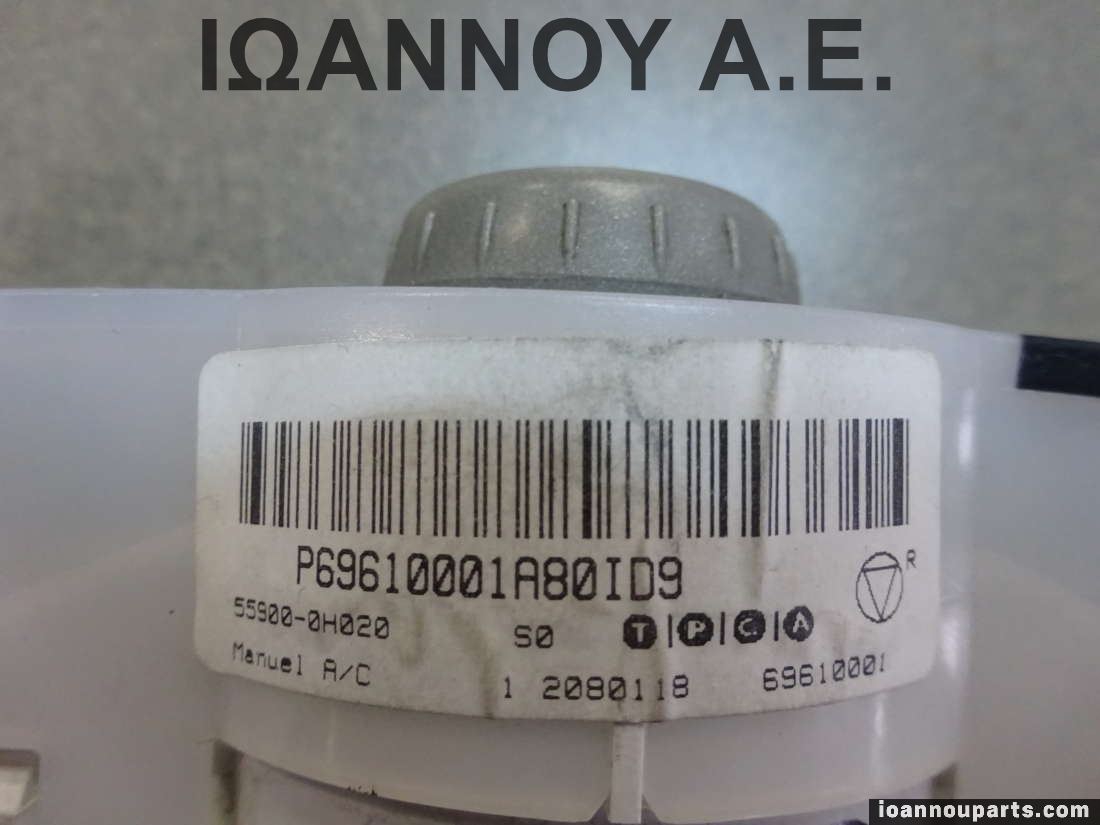 ΙΩΑΝΝΟΥ Α.Ε.
P69610001A80ID9
R
55900-0H020
S0
T|P|C|A
Manuel A/C
1 2080118
69610001
ioannouparts.com